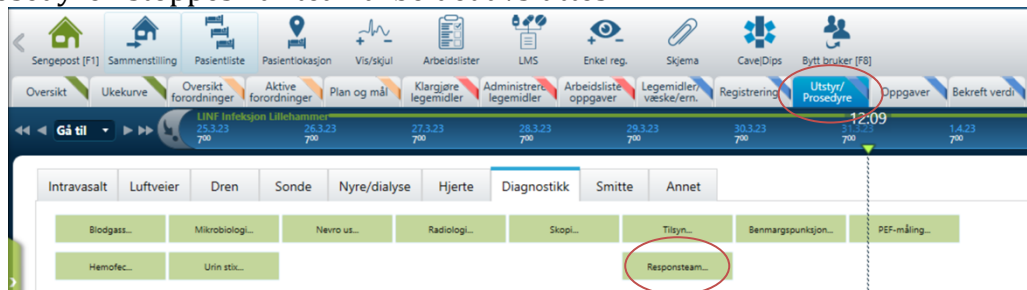 Sengepost [F1] Sammenstilling Pasientliste Pasientlokasjon Vis/skjul Arbeidslister LMS Enkel reg. Skjema Cave|Dips Bytt bruker [F8]
Oversikt Ukekurve Oversikt forordninger Aktive forordninger Plan og mål Klargjøre legemidler Administrere legemidler Arbeidsliste oppgaver Legemidler/ væske/ern. Registrering Utstyr/ Prosedyre Oppgaver Bekreft verdi
LINF Infeksjon Lillehammer 12:09
Gå til 25.3.23 26.3.23 27.3.23 28.3.23 29.3.23 30.3.23 31.3.23 1.4.23
7⁰⁰ 7⁰⁰ 7⁰⁰ 7⁰⁰ 7⁰⁰ 7⁰⁰ 7⁰⁰ 7⁰⁰
Intravasalt Luftveier Dren Sonde Nyre/dialyse Hjerte Diagnostikk Smitte Annet
Blodgass... Mikrobiologi... Nevro us... Radiologi... Skopi... Tilsyn... Benmargspunksjon... PEF-måling...
Hemofec... Urin stix... Responsteam...